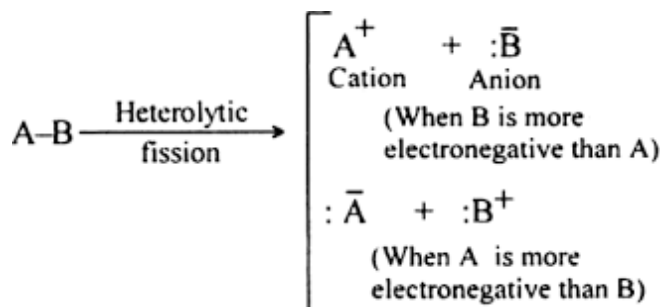 A⁺ + :B̄
Cation Anion
(When B is more
electronegative than A)
A–B Heterolytic
fission
: Ā + :B⁺
(When A is more
electronegative than B)